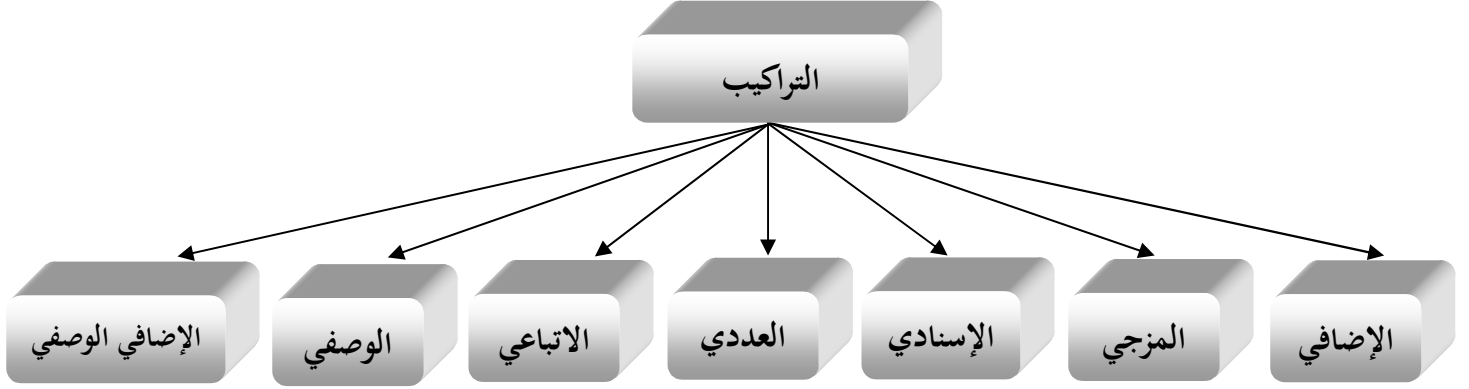 التراكيب
الإضافي
المزجي
الإسنادي
العددي
الاتباعي
الوصفي
الإضافي الوصفي